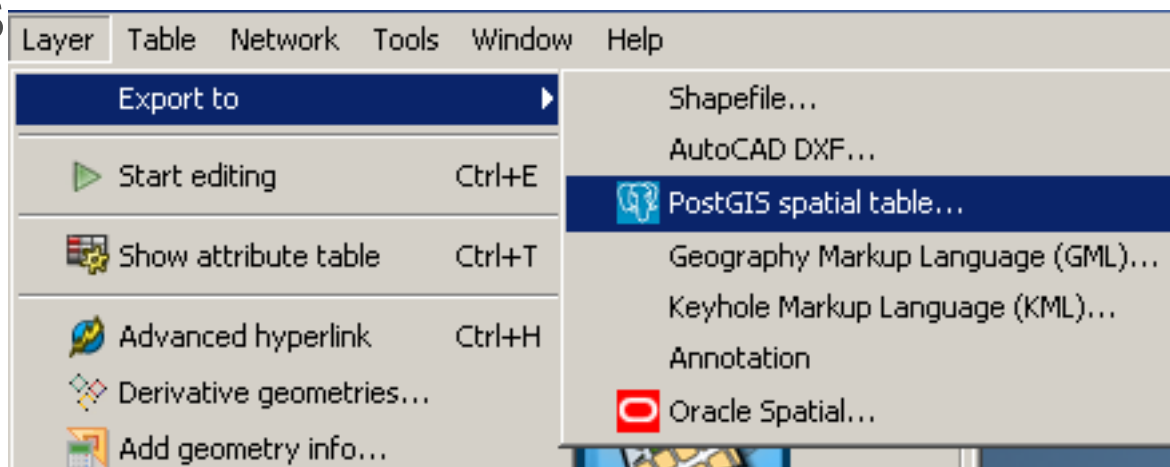 Layer Table Network Tools Window Help
Export to
Start editing Ctrl+E
Show attribute table Ctrl+T
Advanced hyperlink Ctrl+H
Derivative geometries...
Add geometry info...
Shapefile...
AutoCAD DXF...
PostGIS spatial table...
Geography Markup Language (GML)...
Keyhole Markup Language (KML)...
Annotation
Oracle Spatial...